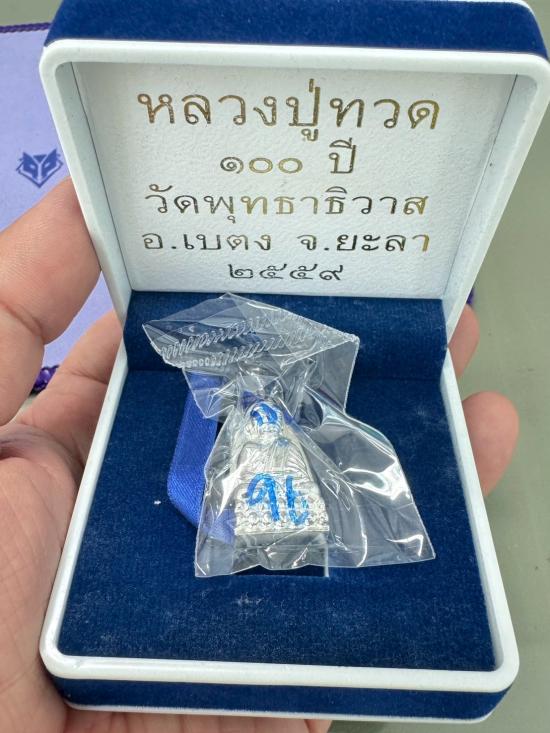 หลวงปู่ทวด
๑๐๐ ปี
วัดพุทธาธิวาส
อ.เบตง จ.ยะลา
๒๕๕๙